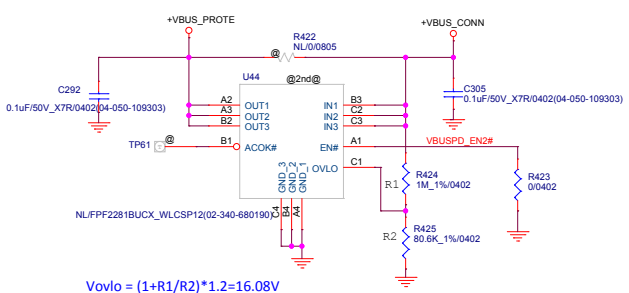 +VBUS_PROTE
+VBUS_CONN
R422
NL/0/0805
@
U44
@2nd@
C292
0.1uF/50V_X7R/0402(04-050-109303)
C305
0.1uF/50V_X7R/0402(04-050-109303)
A2 OUT1 IN1 B3
A3 OUT2 IN2 C2
B2 OUT3 IN3 C3
TP61 @ B1 ACOK# EN# A1 VBUSPD_EN2#
OVLO C1
GND_3
GND_2
GND_1
C4
B4
A4
R1
R424
1M_1%/0402
R423
0/0402
NL/FPF2281BUCX_WLCSP12(02-340-680190)
R2
R425
80.6K_1%/0402
Vovlo = (1+R1/R2)*1.2=16.08V